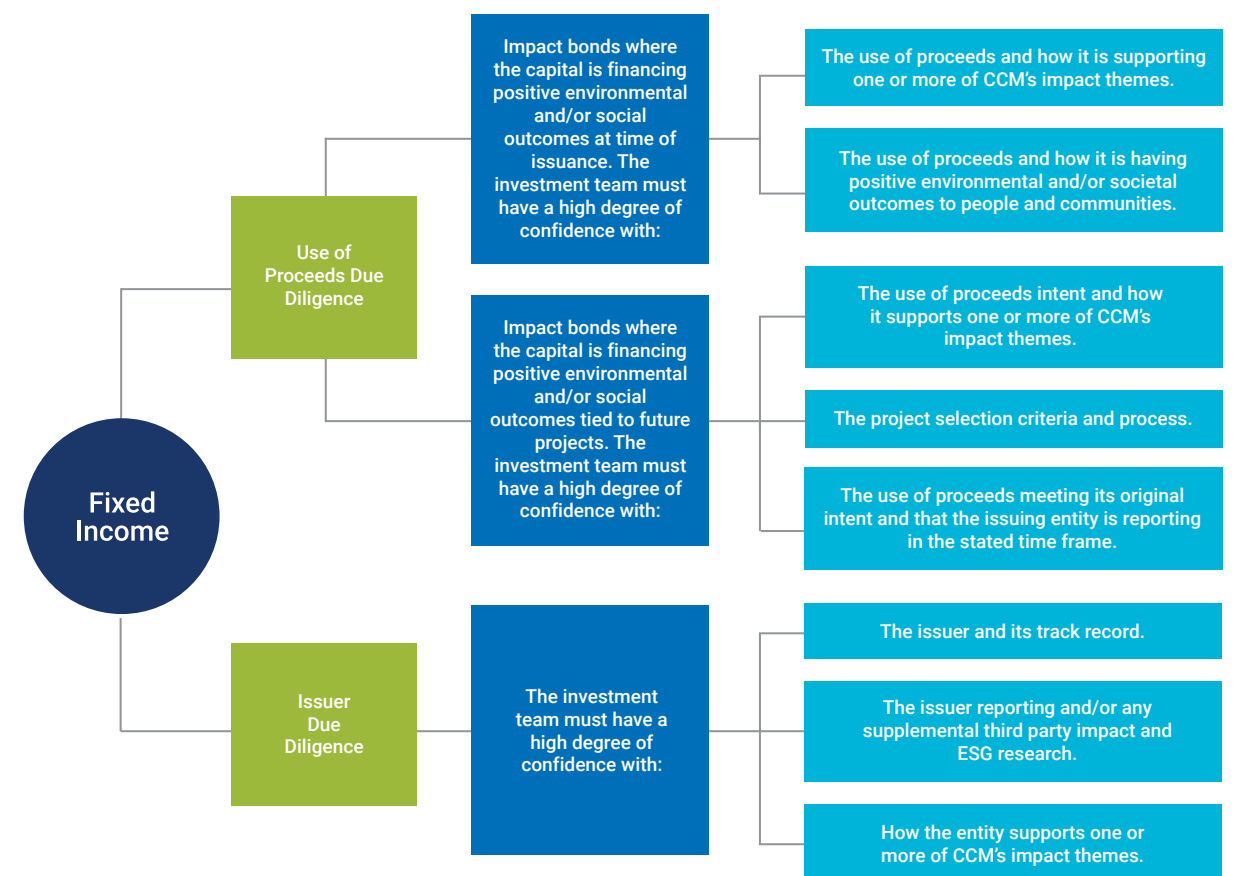 Fixed
Income
Use of
Proceeds Due
Diligence
Impact bonds where
the capital is financing
positive environmental
and/or social
outcomes at time of
issuance. The
investment team must
have a high degree of
confidence with:
The use of proceeds and how it is supporting
one or more of CCM’s impact themes.
The use of proceeds and how it is having
positive environmental and/or societal
outcomes to people and communities.
Impact bonds where
the capital is financing
positive environmental
and/or social
outcomes tied to future
projects. The
investment team must
have a high degree of
confidence with:
The use of proceeds intent and how
it supports one or more of CCM’s
impact themes.
The project selection criteria and process.
The use of proceeds meeting its original
intent and that the issuing entity is reporting
in the stated time frame.
Issuer
Due
Diligence
The investment
team must have a
high degree of
confidence with:
The issuer and its track record.
The issuer reporting and/or any
supplemental third party impact and
ESG research.
How the entity supports one or
more of CCM’s impact themes.